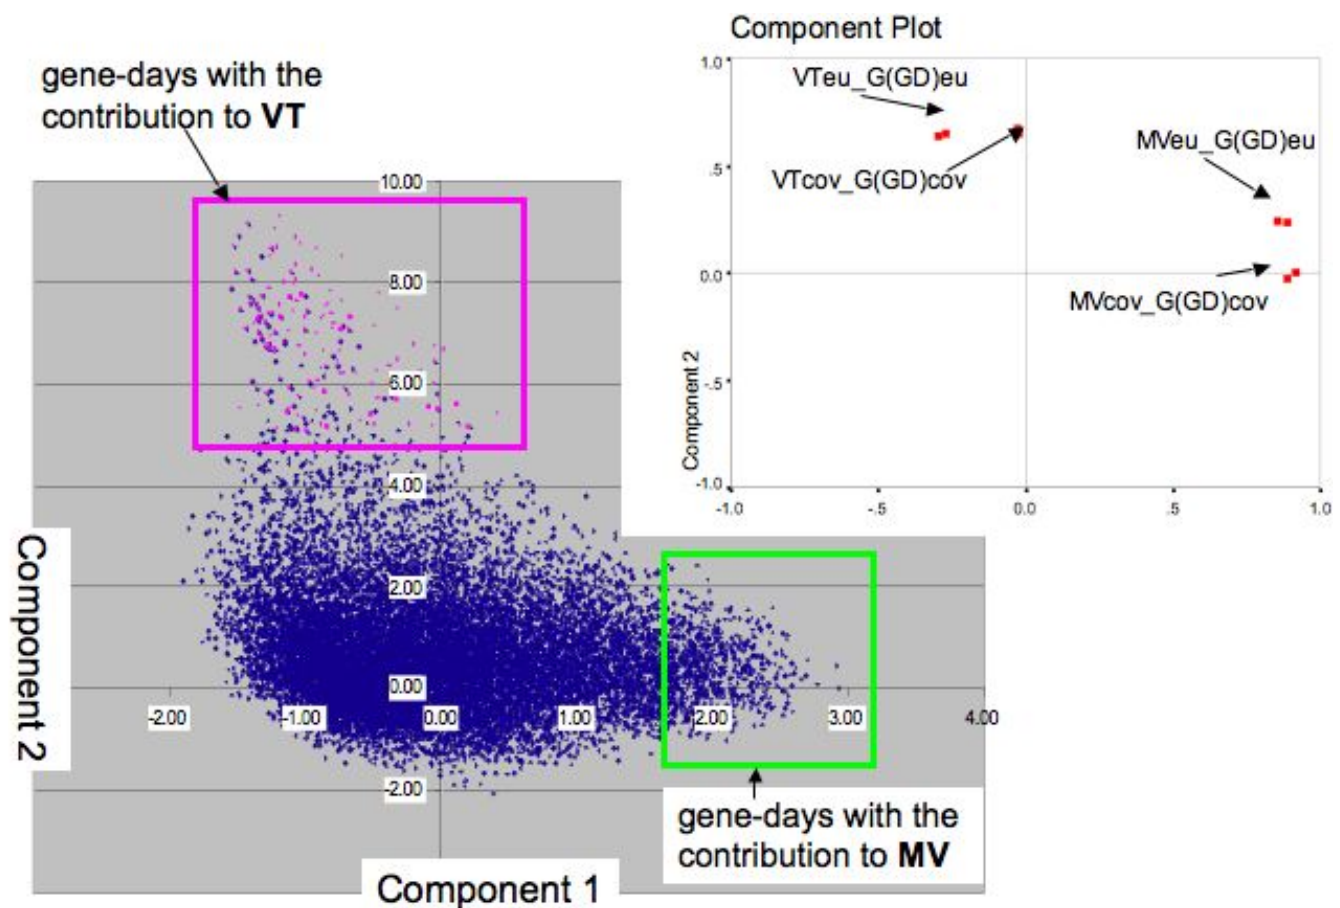 Component Plot
gene-days with the
contribution to VT
1.0
VTeu_G(GD)eu
MVeu_G(GD)eu
.5
VTcov_G(GD)cov
0.0
MVcov_G(GD)cov
-.5
Component 2
-1.0
-1.0
-.5
0.0
.5
1.0
10.00
8.00
6.00
4.00
2.00
0.00
-2.00
-1.00
0.00
1.00
2.00
3.00
4.00
-2.00
Component 2
gene-days with the
contribution to MV
Component 1